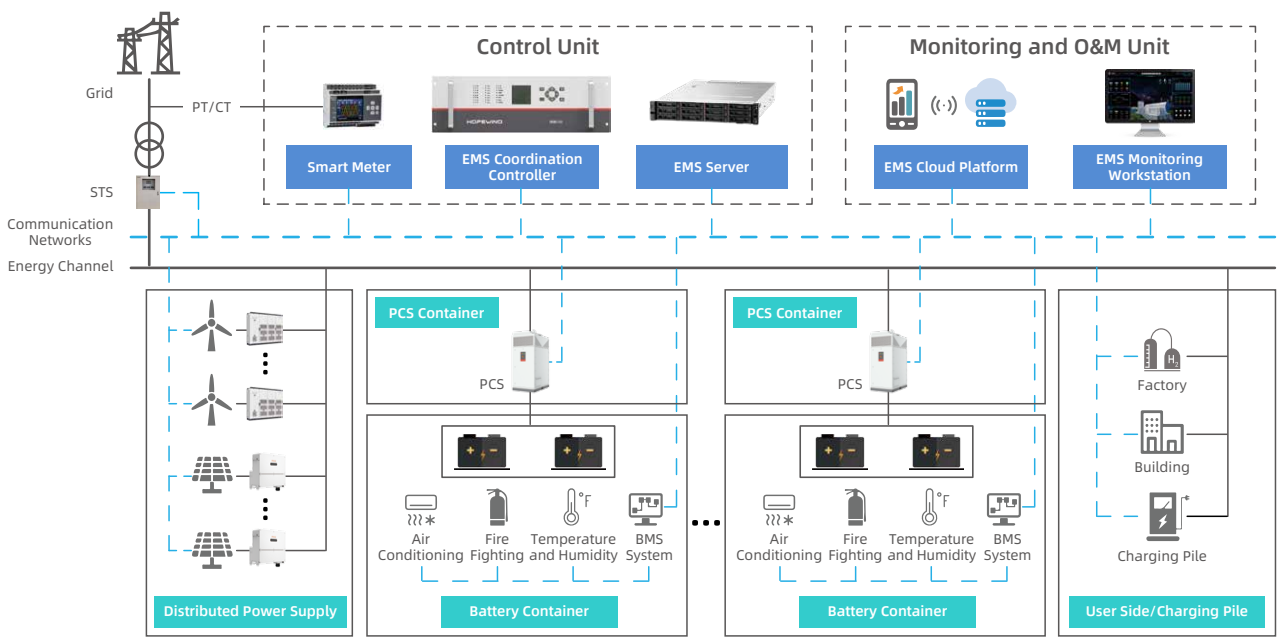 Control Unit
Monitoring and O&M Unit
Grid
PT/CT
HOPEWIND
Smart Meter
EMS Coordination
Controller
EMS Server
EMS Cloud Platform
EMS Monitoring
Workstation
STS
Communication
Networks
Energy Channel
PCS Container
PCS
PCS Container
PCS
H₂
Factory
Building
Charging Pile
°F
Air
Conditioning
Fire
Fighting
Temperature
and Humidity
BMS
System
°F
Air
Conditioning
Fire
Fighting
Temperature
and Humidity
BMS
System
Distributed Power Supply
Battery Container
Battery Container
User Side/Charging Pile